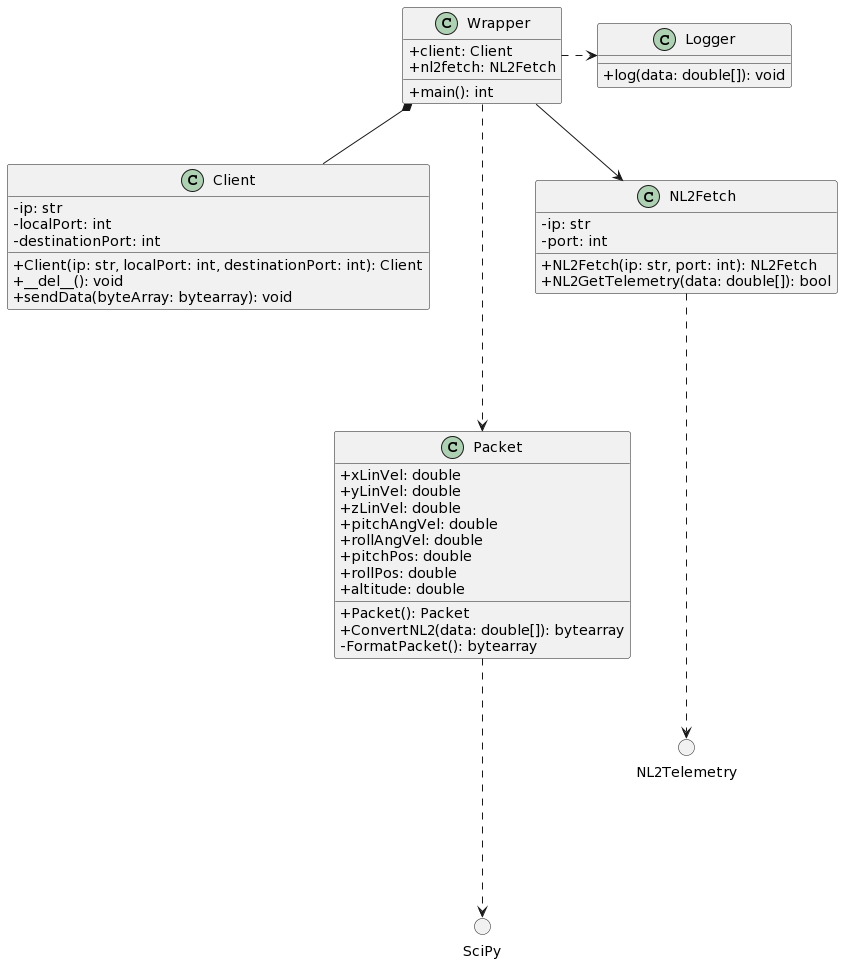 C Wrapper
+client: Client
+nl2fetch: NL2Fetch
+main(): int
C Logger
+log(data: double[]): void
C Client
-ip: str
-localPort: int
-destinationPort: int
+Client(ip: str, localPort: int, destinationPort: int): Client
+__del__(): void
+sendData(byteArray: bytearray): void
C NL2Fetch
-ip: str
-port: int
+NL2Fetch(ip: str, port: int): NL2Fetch
+NL2GetTelemetry(data: double[]): bool
C Packet
+xLinVel: double
+yLinVel: double
+zLinVel: double
+pitchAngVel: double
+rollAngVel: double
+pitchPos: double
+rollPos: double
+altitude: double
+Packet(): Packet
+ConvertNL2(data: double[]): bytearray
-FormatPacket(): bytearray
NL2Telemetry
SciPy